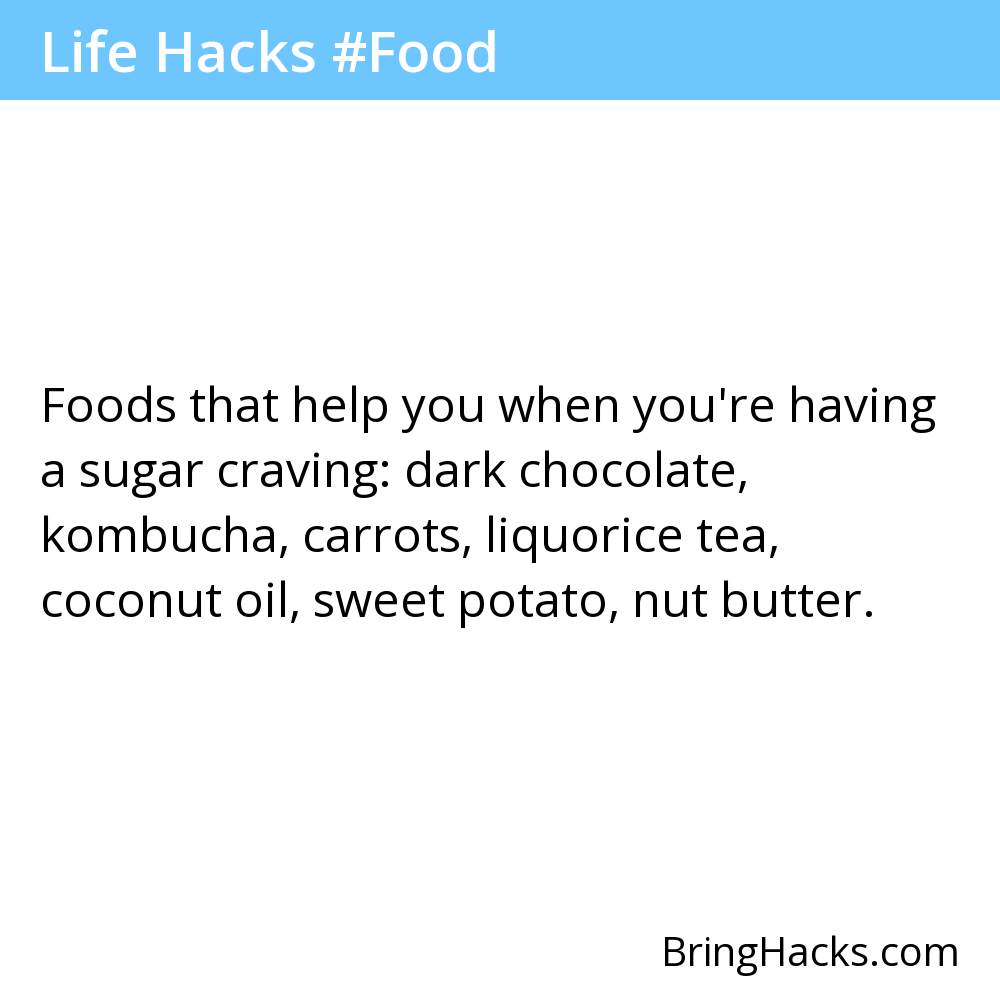 Life Hacks #Food
Foods that help you when you're having
a sugar craving: dark chocolate,
kombucha, carrots, liquorice tea,
coconut oil, sweet potato, nut butter.
BringHacks.com